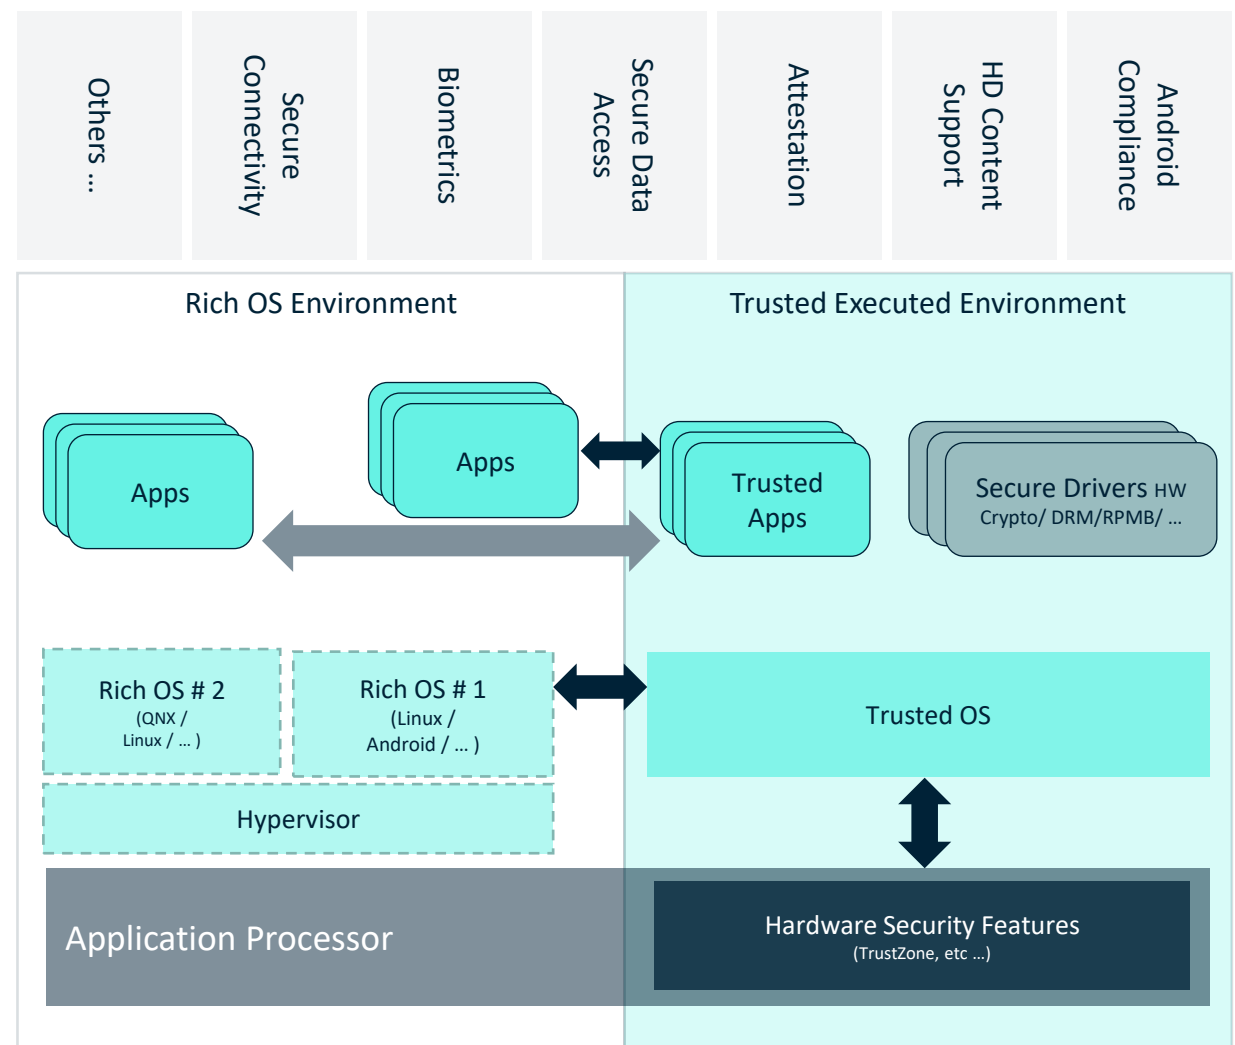 Others ...
Secure
Connectivity
Biometrics
Secure Data
Access
Attestation
HD Content
Support
Android
Compliance
Rich OS Environment
Trusted Executed Environment
Apps
Apps
Trusted
Apps
Secure Drivers HW
Crypto/ DRM/RPMB/ ...
Rich OS # 2
(QNX /
Linux / ... )
Rich OS # 1
(Linux /
Android / ... )
Trusted OS
Hypervisor
Application Processor
Hardware Security Features
(TrustZone, etc ...)